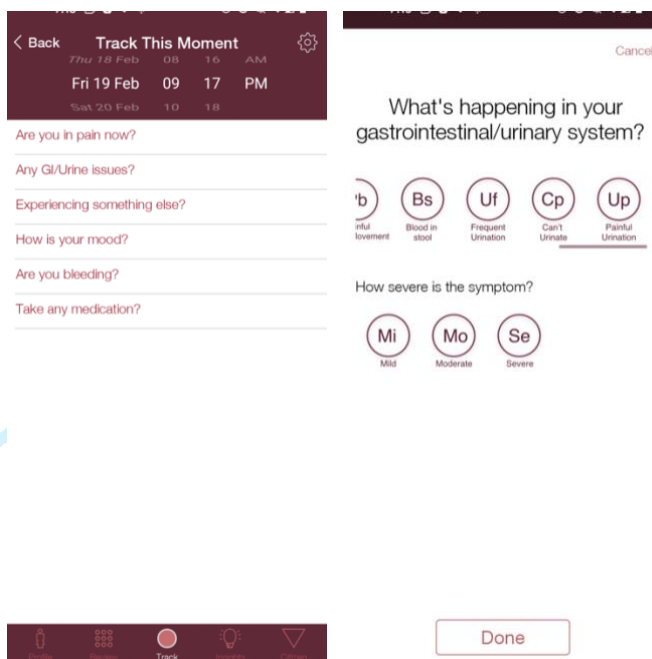 Back Track This Moment
Thu 18 Feb 08 16 AM
Fri 19 Feb 09 17 PM
Sat 20 Feb 10 18
Are you in pain now?
Any GI/Urine issues?
Experiencing something else?
How is your mood?
Are you bleeding?
Take any medication?
Profile Review Track Insights Citizen
Cancel
What's happening in your
gastrointestinal/urinary system?
Bs Uf Cp Up
Blood in Frequent Can't Painful
stool Urination Urinate Urination
How severe is the symptom?
Mi Mo Se
Mild Moderate Severe
Done